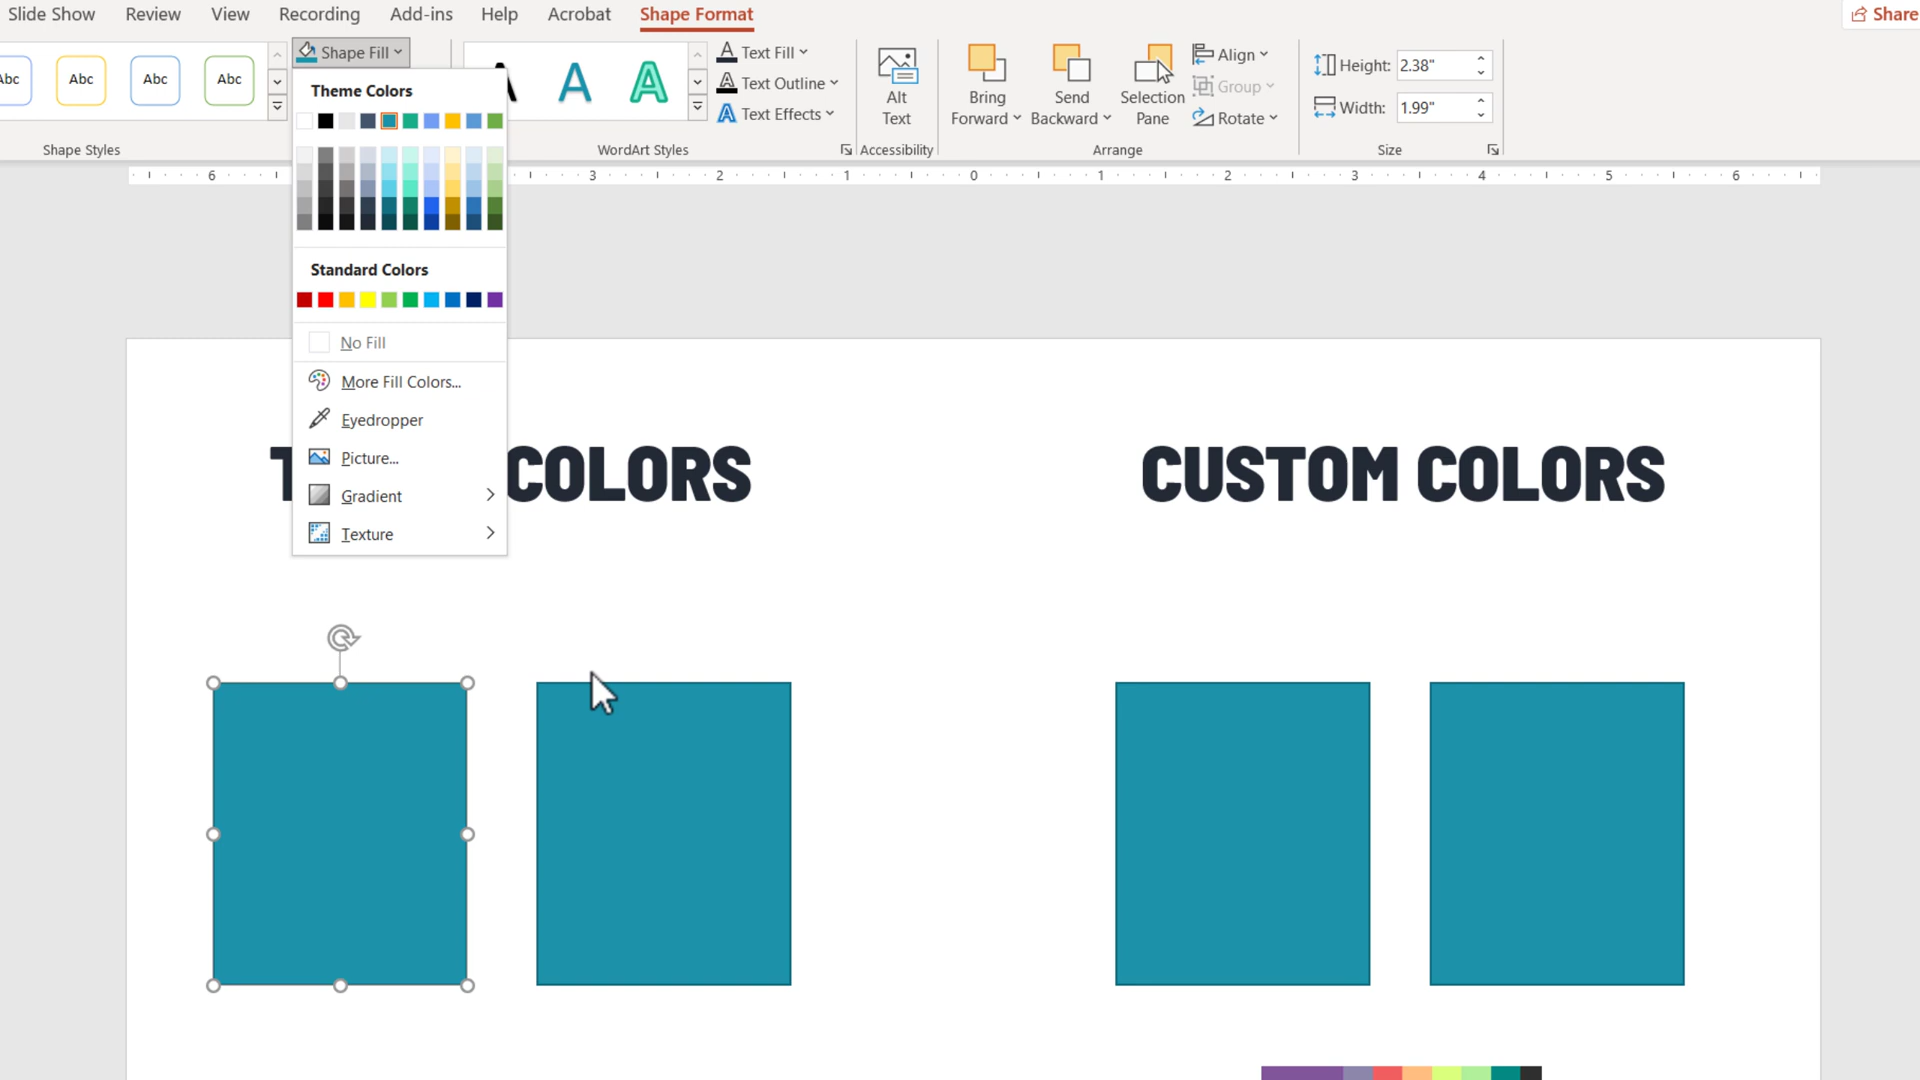 Slide Show Review View Recording Add-ins Help Acrobat Shape Format Share
Abc Abc Abc Abc
Shape Styles
Shape Fill
Theme Colors
Standard Colors
No Fill
More Fill Colors...
Eyedropper
Picture...
Gradient
Texture
A A
WordArt Styles
Text Fill
Text Outline
Text Effects
Alt
Text
Accessibility
Bring
Forward
Send
Backward
Selection
Pane
Align
Group
Rotate
Arrange
Height: 2.38"
Width: 1.99"
Size
6 3 2 1 0 1 2 3 4 5 6
COLORS
CUSTOM COLORS